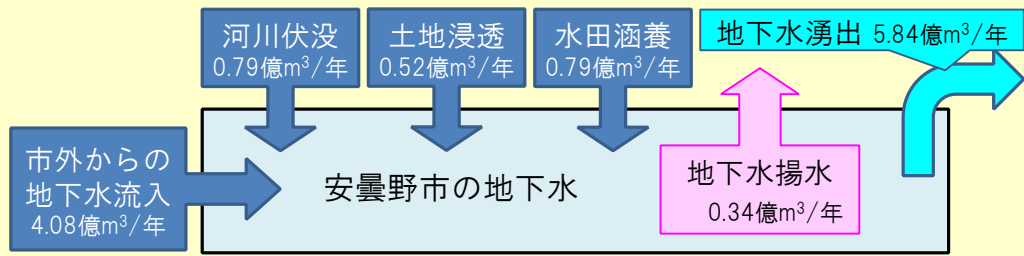 河川伏没
0.79億m³/年
土地浸透
0.52億m³/年
水田涵養
0.79億m³/年
地下水湧出 5.84億m³/年
市外からの
地下水流入
4.08億m³/年
安曇野市の地下水
地下水揚水
0.34億m³/年